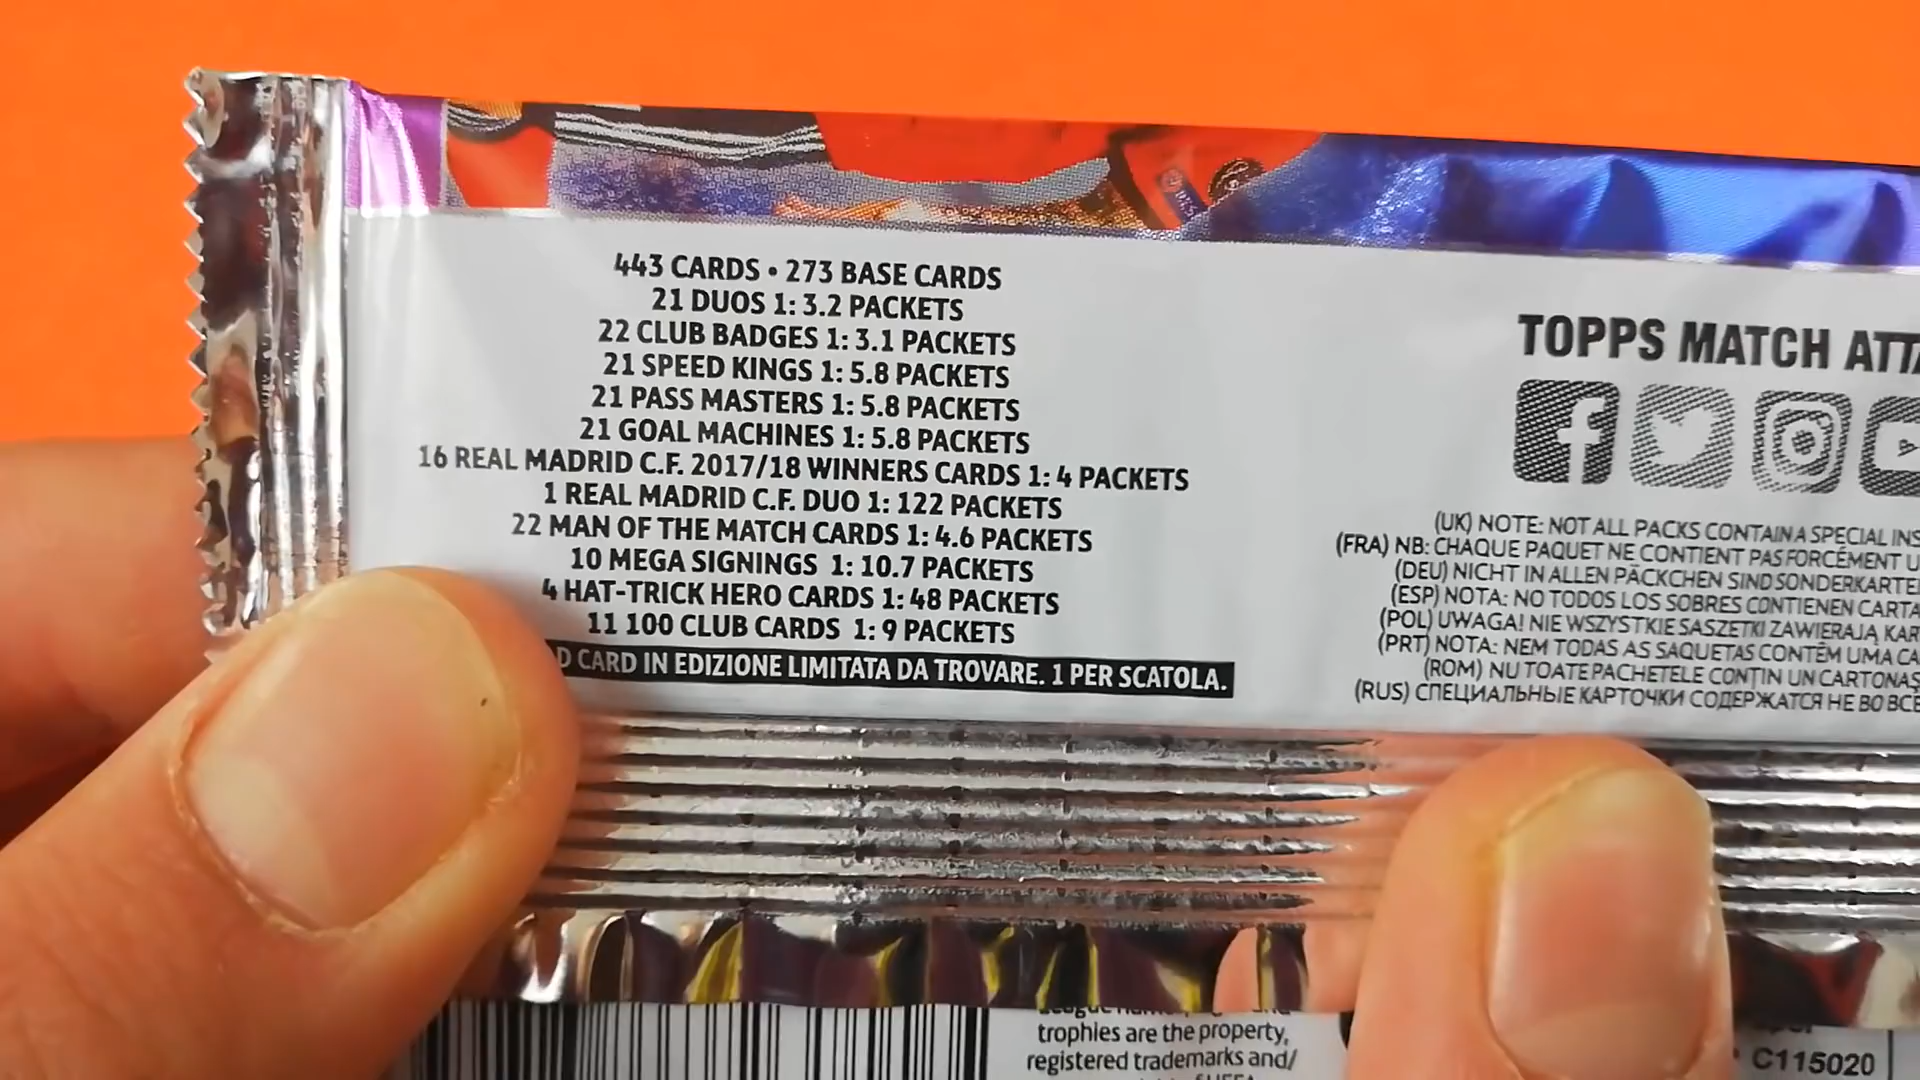 443 CARDS • 273 BASE CARDS
21 DUOS 1: 3.2 PACKETS
22 CLUB BADGES 1: 3.1 PACKETS
21 SPEED KINGS 1: 5.8 PACKETS
21 PASS MASTERS 1: 5.8 PACKETS
21 GOAL MACHINES 1: 5.8 PACKETS
16 REAL MADRID C.F. 2017/18 WINNERS CARDS 1: 4 PACKETS
1 REAL MADRID C.F. DUO 1: 122 PACKETS
22 MAN OF THE MATCH CARDS 1: 4.6 PACKETS
10 MEGA SIGNINGS 1: 10.7 PACKETS
4 HAT-TRICK HERO CARDS 1: 48 PACKETS
11 100 CLUB CARDS 1: 9 PACKETS
CARD IN EDIZIONE LIMITATA DA TROVARE. 1 PER SCATOLA.
TOPPS MATCH
(UK) NOTE: NOT ALL PACKS CONTAIN A SPECIAL
(FRA) NB: CHAQUE PAQUET NE CONTIENT PAS FORCÉMENT
(DEU) NICHT IN ALLEN PÄCKCHEN SIND
(ESP) NOTA: NO TODOS LOS SOBRES CONTIENEN
(POL) UWAGA! NIE WSZYSTKIE SASZETKI ZAWIERAJĄ
(PRT) NOTA: NEM TODAS AS SAQUETAS CONTÊM UMA
(ROM) NU TOATE PACHETELE CONȚIN UN
(RUS) СПЕЦИАЛЬНЫЕ КАРТОЧКИ СОДЕРЖАТСЯ НЕ ВО
trophies are the property,
registered trademarks and/
C115020